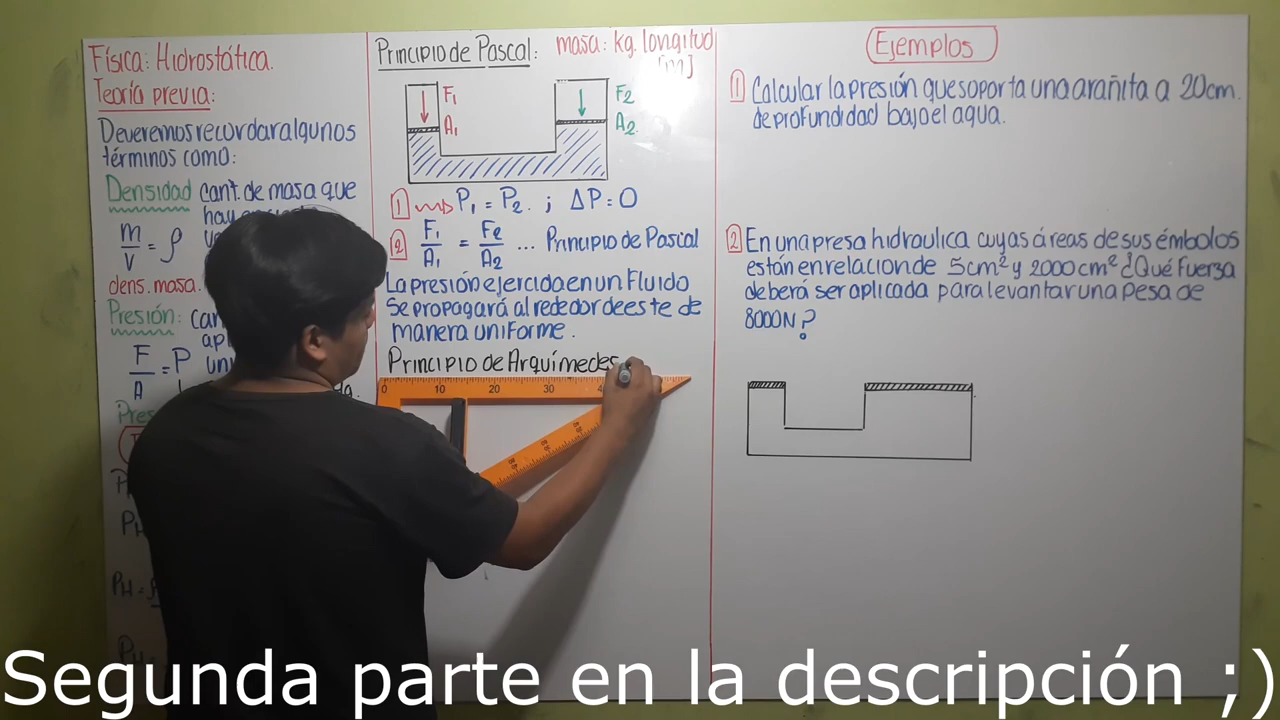 Física: Hidrostática.
Teoría previa:
Deveremos recordar algunos
términos como:
Densidad cant. de masa que
m/v = ρ
dens. masa.
Presión:
F/A = P
Principio de Pascal: masa: kg. longitud
[m]
F1
A1
F2
A2.
1 P1 = P2. ; ΔP = 0
2 F1/A1 = F2/A2 ... Principio de Pascal
La presión ejercida en un Fluido
Se propagará al rededor de este de
manera uniforme.
Principio de Arquímedes
0 10 20 30
Ejemplos
1 Calcular la presión que soporta una arañita a 20cm.
de profundidad bajo el agua.
2 En una presa hidraulica cuyas áreas de sus émbolos
están en relacion de 5cm² y 2000cm² ¿Qué Fuerza
deberá ser aplicada para levantar una pesa de
8000N?
Segunda parte en la descripción ;)